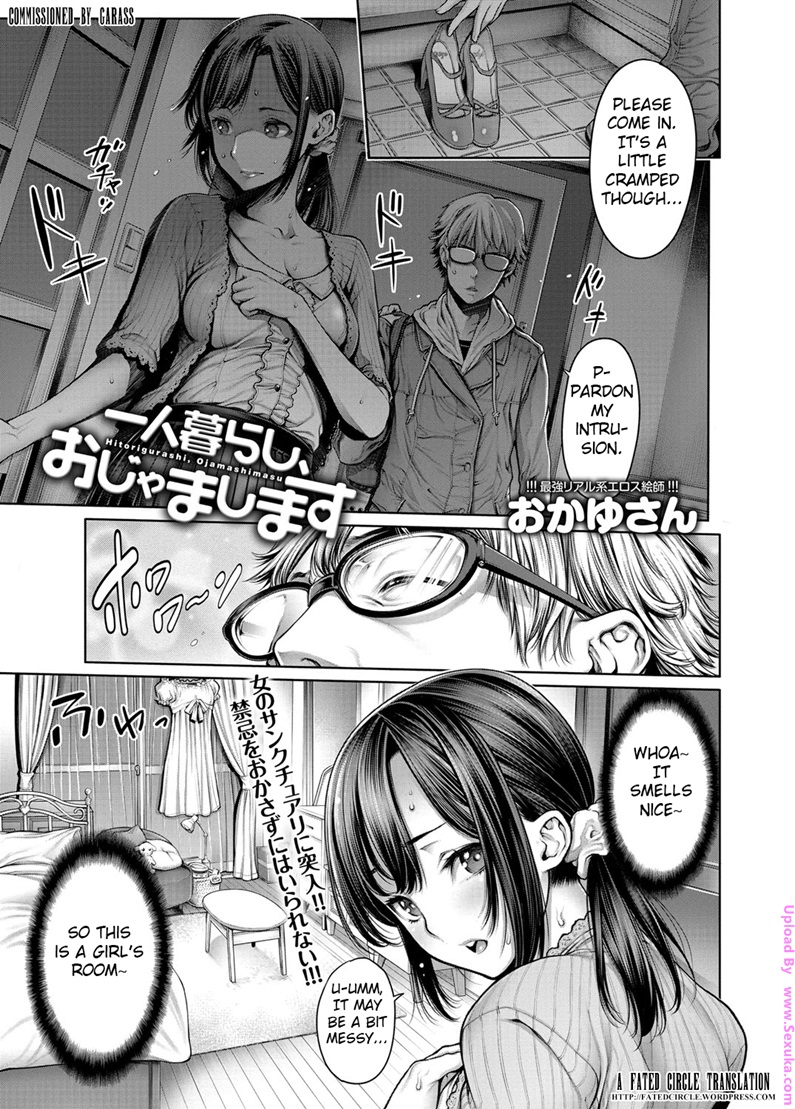 COMMISSIONED BY CARASS
PLEASE
COME IN.
IT'S A
LITTLE
CRAMPED
THOUGH...
ガチャッ
ドキ
ドキ
P-
PARDON
MY
INTRU-
SION.
一人暮らし、
Hitorigurashi, Ojamashimasu
おじゃまします
!!! 最強リアル系エロス絵師 !!!
おかゆさん
ホワワ〜ン
WHOA~
IT
SMELLS
NICE~
ふわっ
女のサンクチュアリに突入!!
禁忌をおかさずにはいられない!!!
SO THIS
IS A GIRL'S
ROOM~
U-UMM,
IT MAY
BE A BIT
MESSY...
A FATED CIRCLE TRANSLATION
HTTP://FATEDCIRCLE.WORDPRESS.COM
Upload By www.Sexuka.com